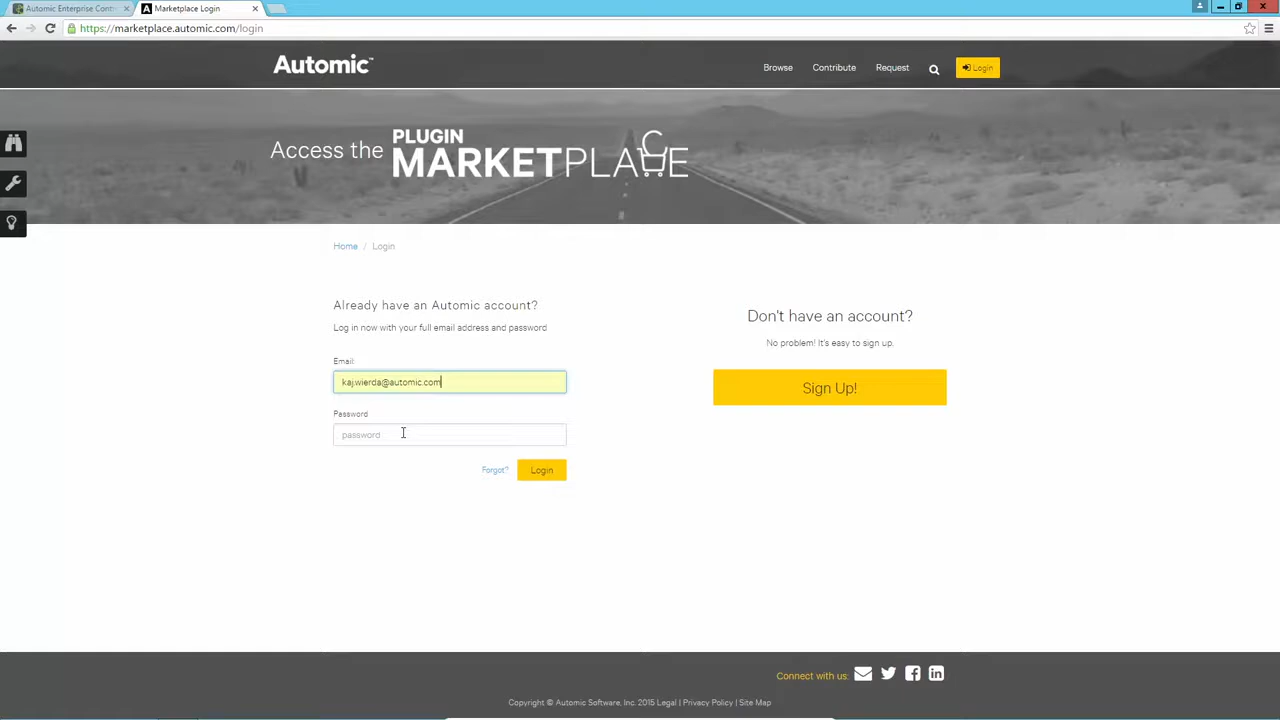 Automic Enterprise Cont
Marketplace Login
https://marketplace.automic.com/login
Automic
Browse
Contribute
Request
Login
Access the PLUGIN MARKETPLACE
Home / Login
Already have an Automic account?
Log in now with your full email address and password
Email:
kaj.wierda@automic.com
Password
password
Forgot?
Login
Don't have an account?
No problem! It's easy to sign up.
Sign Up!
Connect with us:
Copyright © Automic Software, Inc. 2015 Legal | Privacy Policy | Site Map